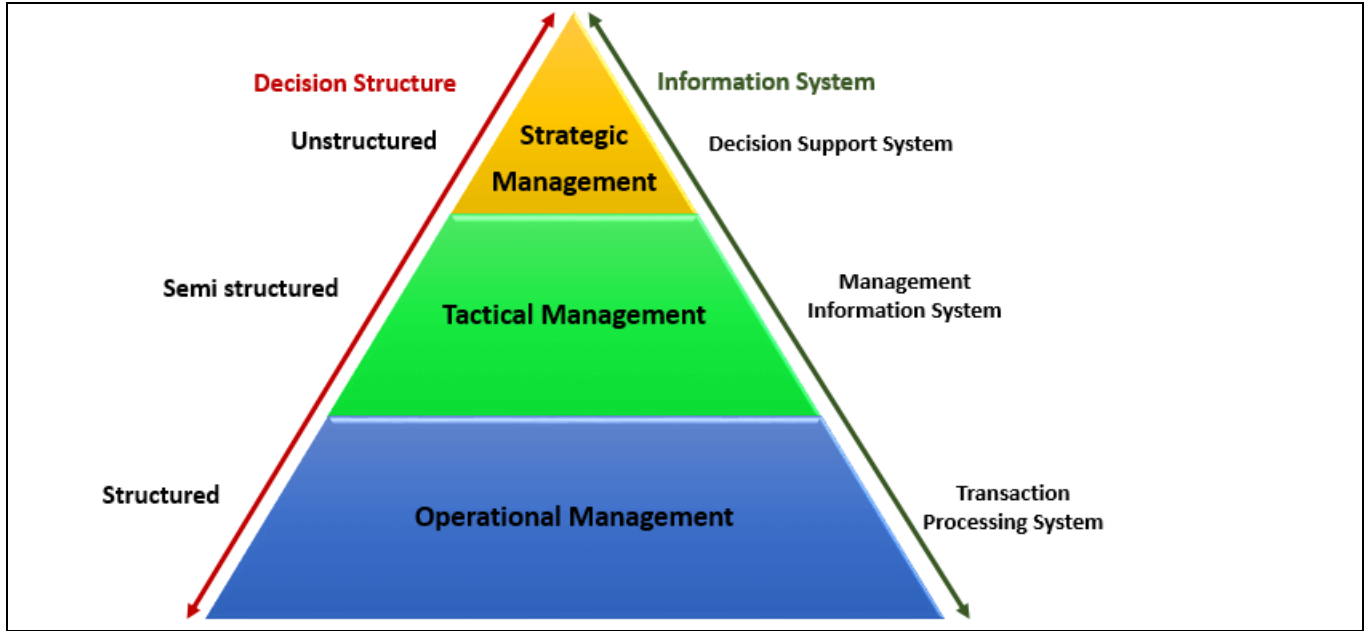 Decision Structure
Information System
Unstructured
Strategic
Management
Decision Support System
Semi structured
Tactical Management
Management
Information System
Structured
Operational Management
Transaction
Processing System